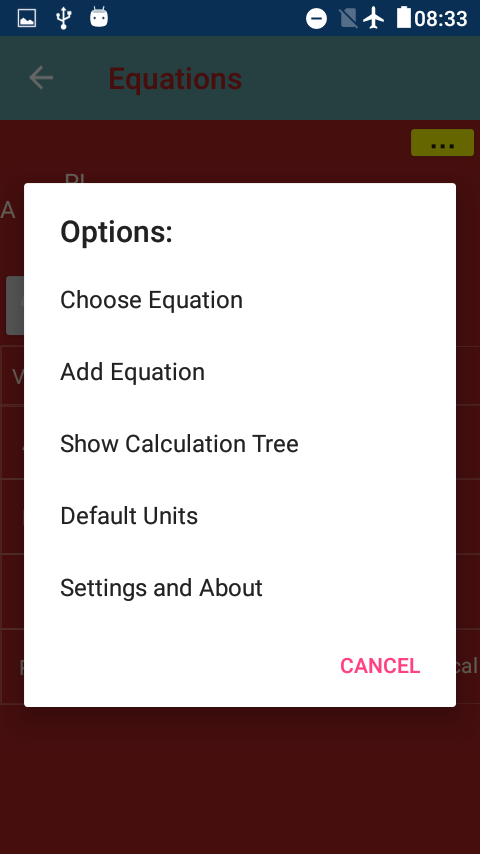 08:33
Equations
...
A
Options:
Choose Equation
Add Equation
Show Calculation Tree
Default Units
Settings and About
CANCEL